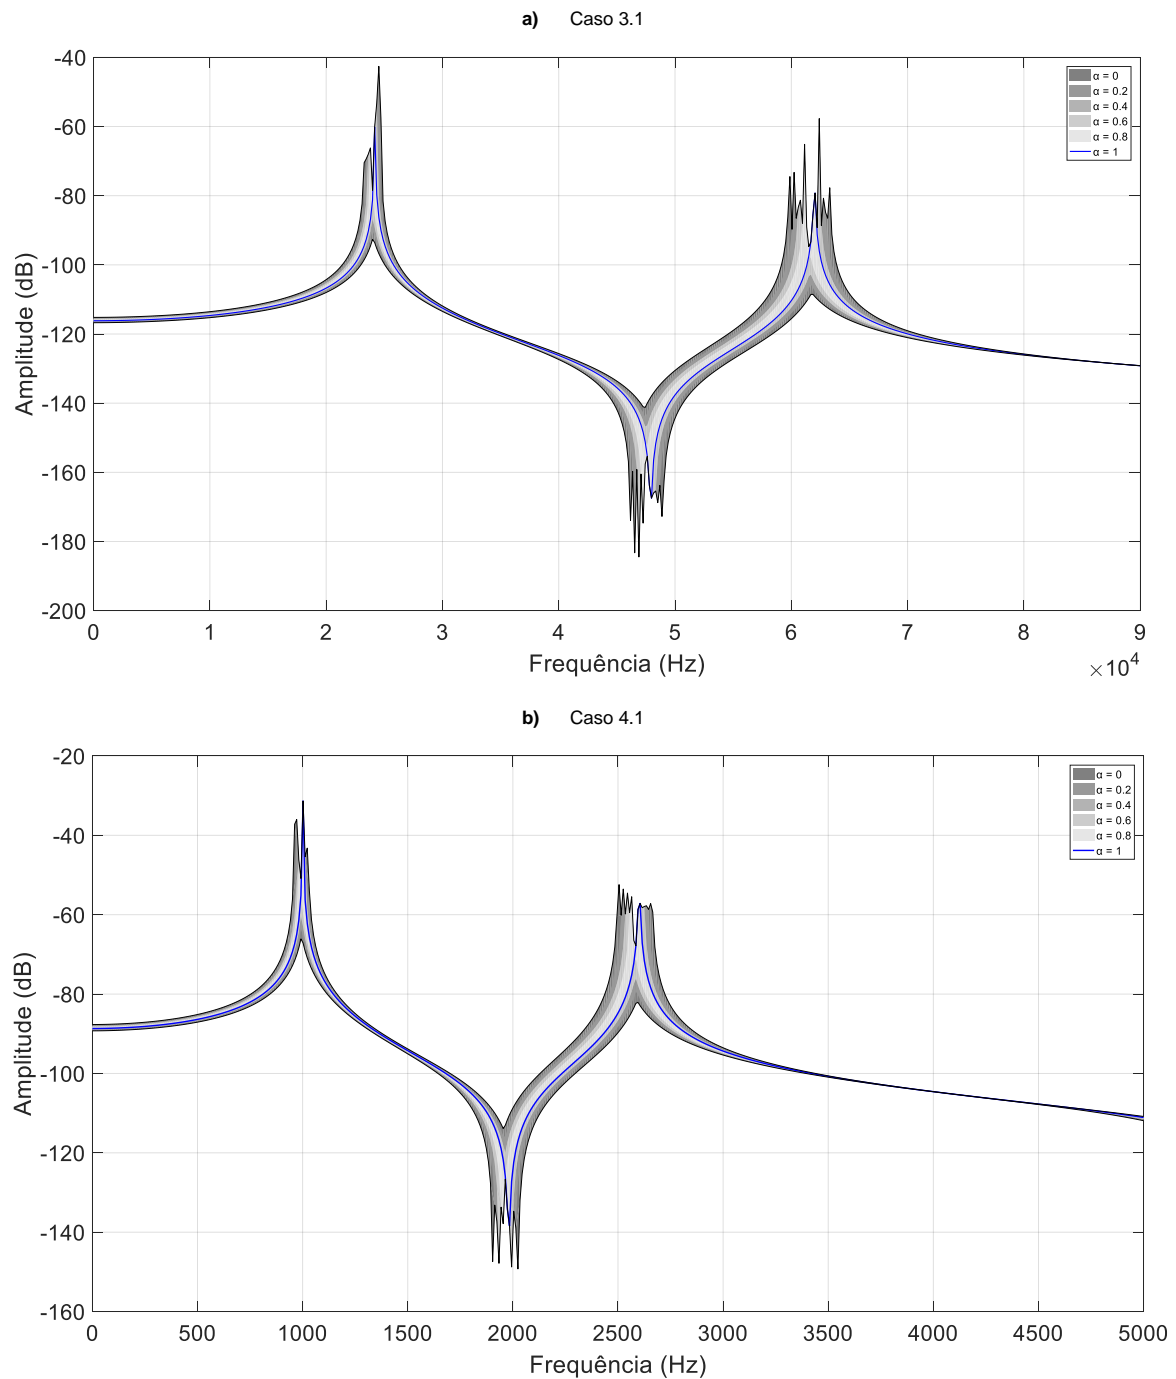 a) Caso 3.1
-40
-60
-80
-100
-120
-140
-160
-180
-200
Amplitude (dB)
α = 0
α = 0.2
α = 0.4
α = 0.6
α = 0.8
α = 1
0 1 2 3 4 5 6 7 8 9
Frequência (Hz)
×10^4
b) Caso 4.1
-20
-40
-60
-80
-100
-120
-140
-160
Amplitude (dB)
α = 0
α = 0.2
α = 0.4
α = 0.6
α = 0.8
α = 1
0 500 1000 1500 2000 2500 3000 3500 4000 4500 5000
Frequência (Hz)